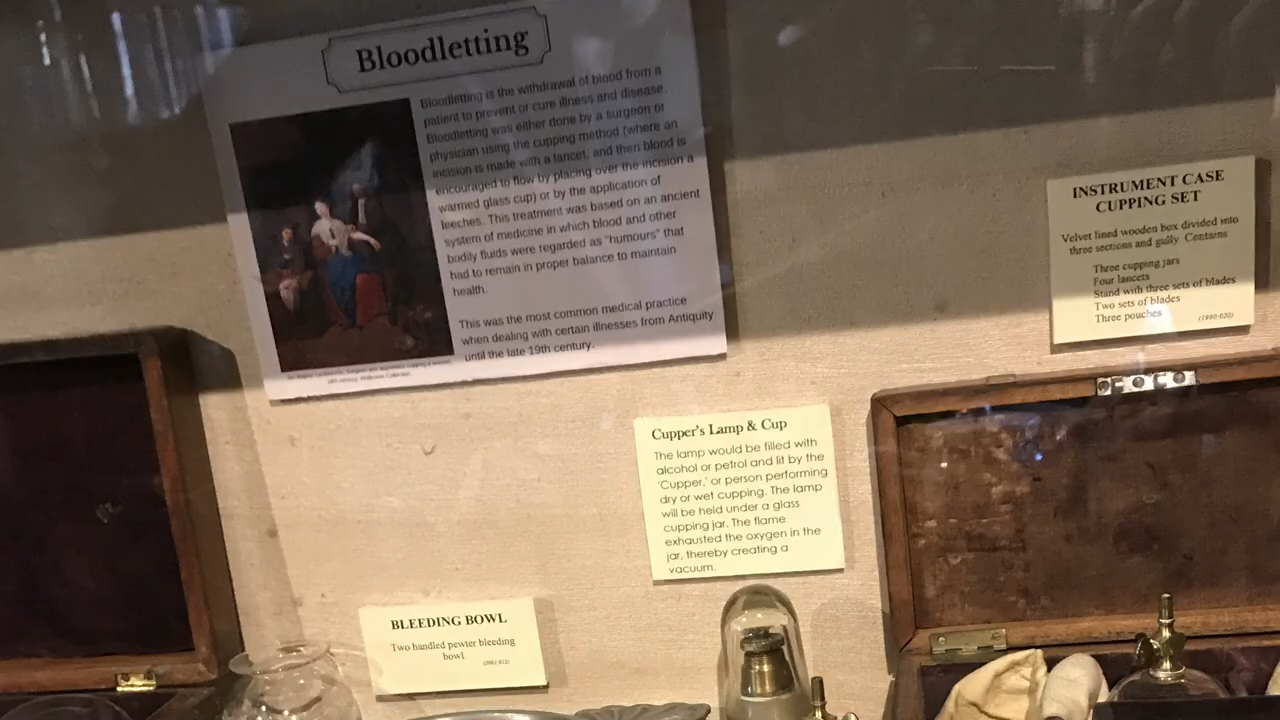 Bloodletting
Bloodletting is the withdrawal of blood from a
patient to prevent or cure illness and disease.
Bloodletting was either done by a surgeon or
physician using the cupping method (where an
incision is made with a lancet, and then blood is
encouraged to flow by placing over the incision a
warmed glass cup) or by the application of
leeches. This treatment was based on an ancient
system of medicine in which blood and other
bodily fluids were regarded as "humours" that
had to remain in proper balance to maintain
health.
This was the most common medical practice
when dealing with certain illnesses from Antiquity
until the late 19th century.
INSTRUMENT CASE
CUPPING SET
Velvet lined wooden box divided into
three sections and gully Contains
Three cupping jars
Four lancets
Stand with three sets of blades
Two sets of blades
Three pouches
(1990-020)
Cupper's Lamp & Cup
The lamp would be filled with
alcohol or petrol and lit by the
'Cupper,' or person performing
dry or wet cupping. The lamp
will be held under a glass
cupping jar. The flame
exhausted the oxygen in the
jar, thereby creating a
vacuum.
BLEEDING BOWL
Two handled pewter bleeding
bowl